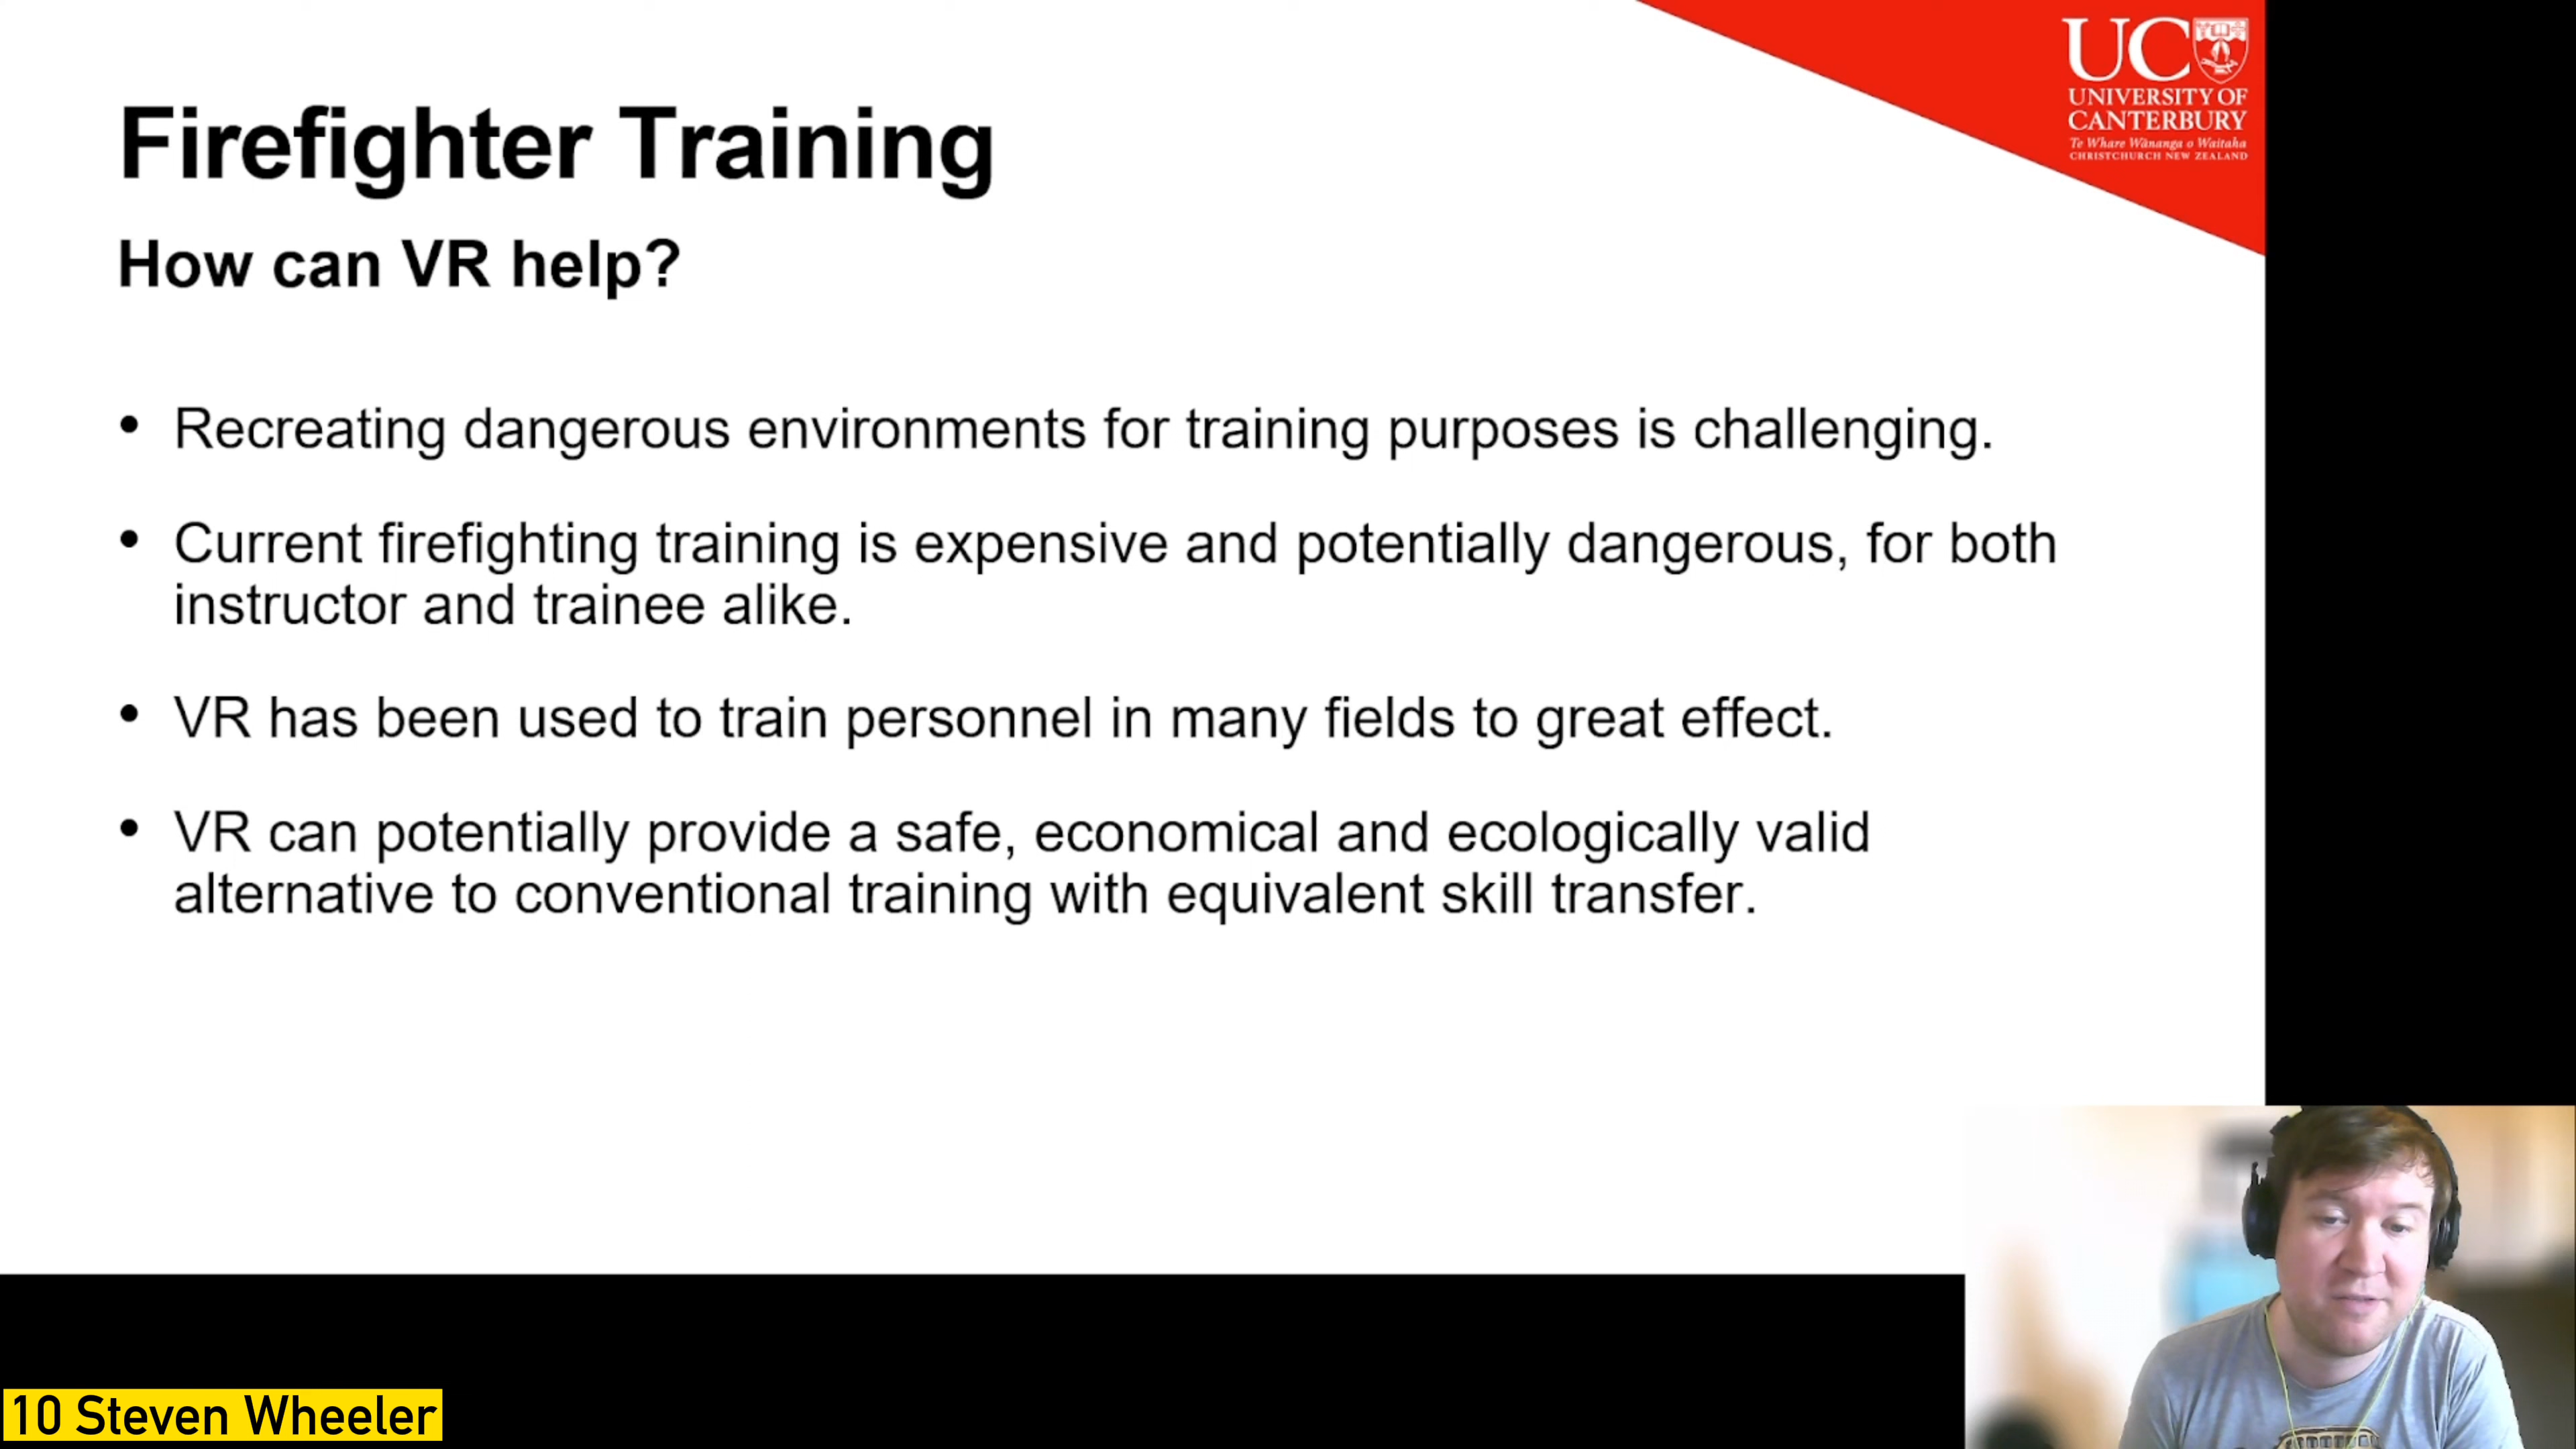 UC
UNIVERSITY OF
CANTERBURY
Te Whare Wānanga o Waitaha
CHRISTCHURCH NEW ZEALAND
Firefighter Training
How can VR help?
• Recreating dangerous environments for training purposes is challenging.
• Current firefighting training is expensive and potentially dangerous, for both
instructor and trainee alike.
• VR has been used to train personnel in many fields to great effect.
• VR can potentially provide a safe, economical and ecologically valid
alternative to conventional training with equivalent skill transfer.
10 Steven Wheeler